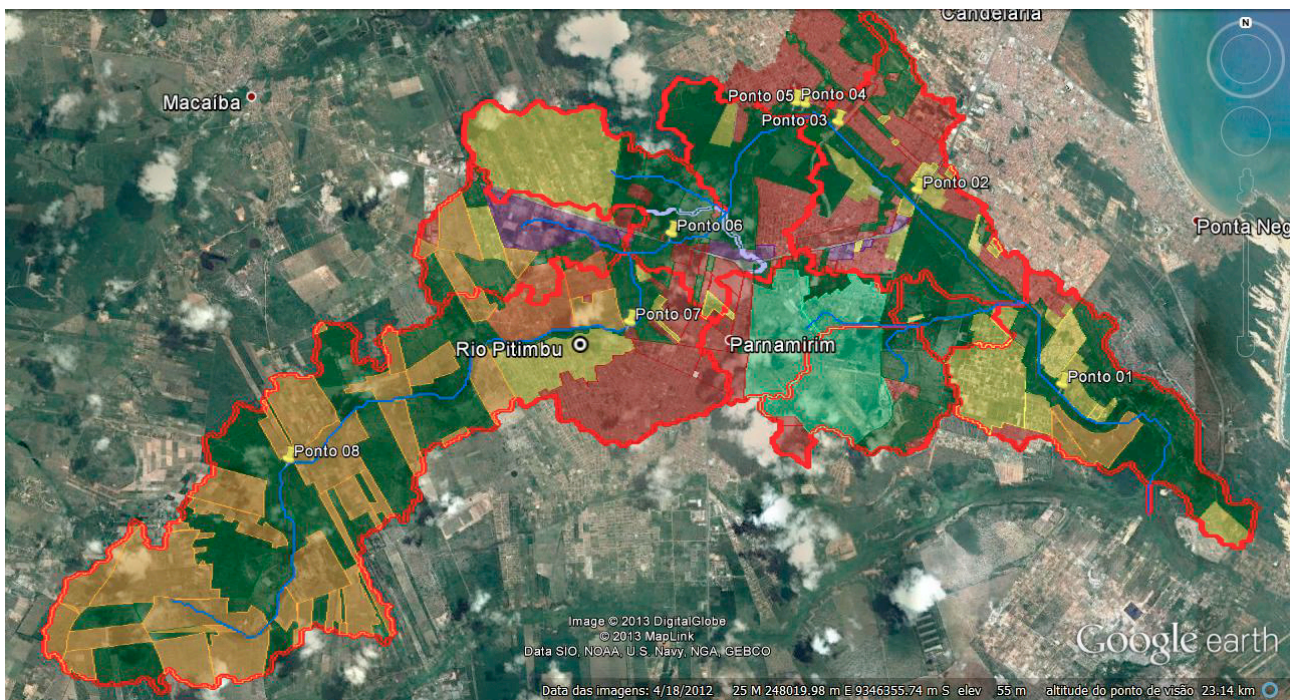 Candelária
N
Macaíba
Ponto 05
Ponto 04
Ponto 03
Ponto 02
Ponta Neg
Ponto 06
Ponto 07
Rio Pitimbu
Parnamirim
Ponto 01
Ponto 08
Image © 2013 DigitalGlobe
© 2013 MapLink
Data SIO, NOAA, U.S. Navy, NGA, GEBCO
Google earth
Data das imagens: 4/18/2012 25 M 248019.98 m E 9346355.74 m S elev 55 m altitude do ponto de visão 23.14 km